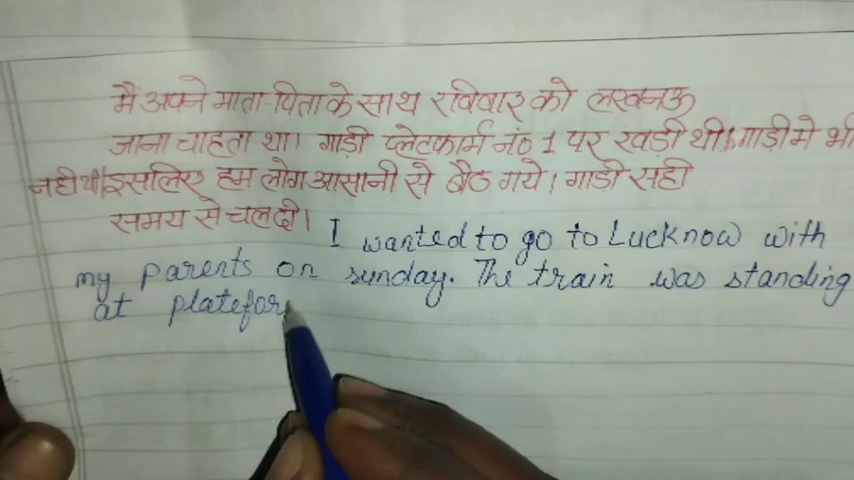 मैं अपने माता-पिता के साथ रविवार को लखनऊ
जाना चाहता था। गाड़ी प्लेटफार्म नं० 1 पर खड़ी थी। गाड़ी मे भी
नही थी। इसलिए हम लोग आसानी से बैठ गये। गाड़ी सही
समय से चल दी।
I wanted to go to Lucknow with
my parents on sunday. The train was standing
at platefor